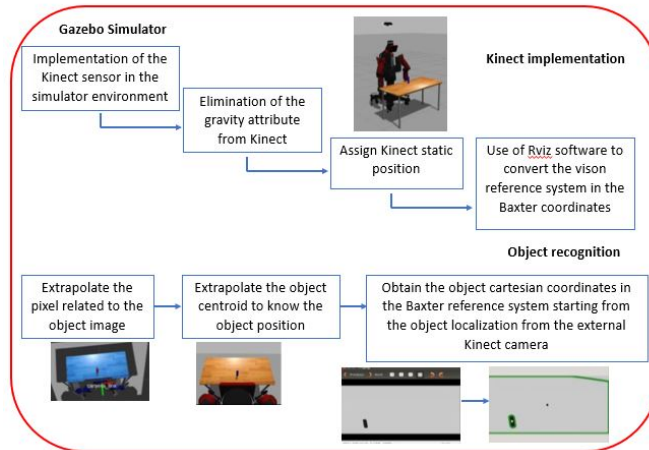 Gazebo Simulator
Implementation of the
Kinect sensor in the
simulator environment
Kinect implementation
Elimination of the
gravity attribute
from Kinect
Assign Kinect static
position
Use of Rviz software to
convert the vison
reference system in the
Baxter coordinates
Object recognition
Extrapolate the
pixel related to the
object image
Extrapolate the object
centroid to know the
object position
Obtain the object cartesian coordinates in
the Baxter reference system starting from
the object localization from the external
Kinect camera